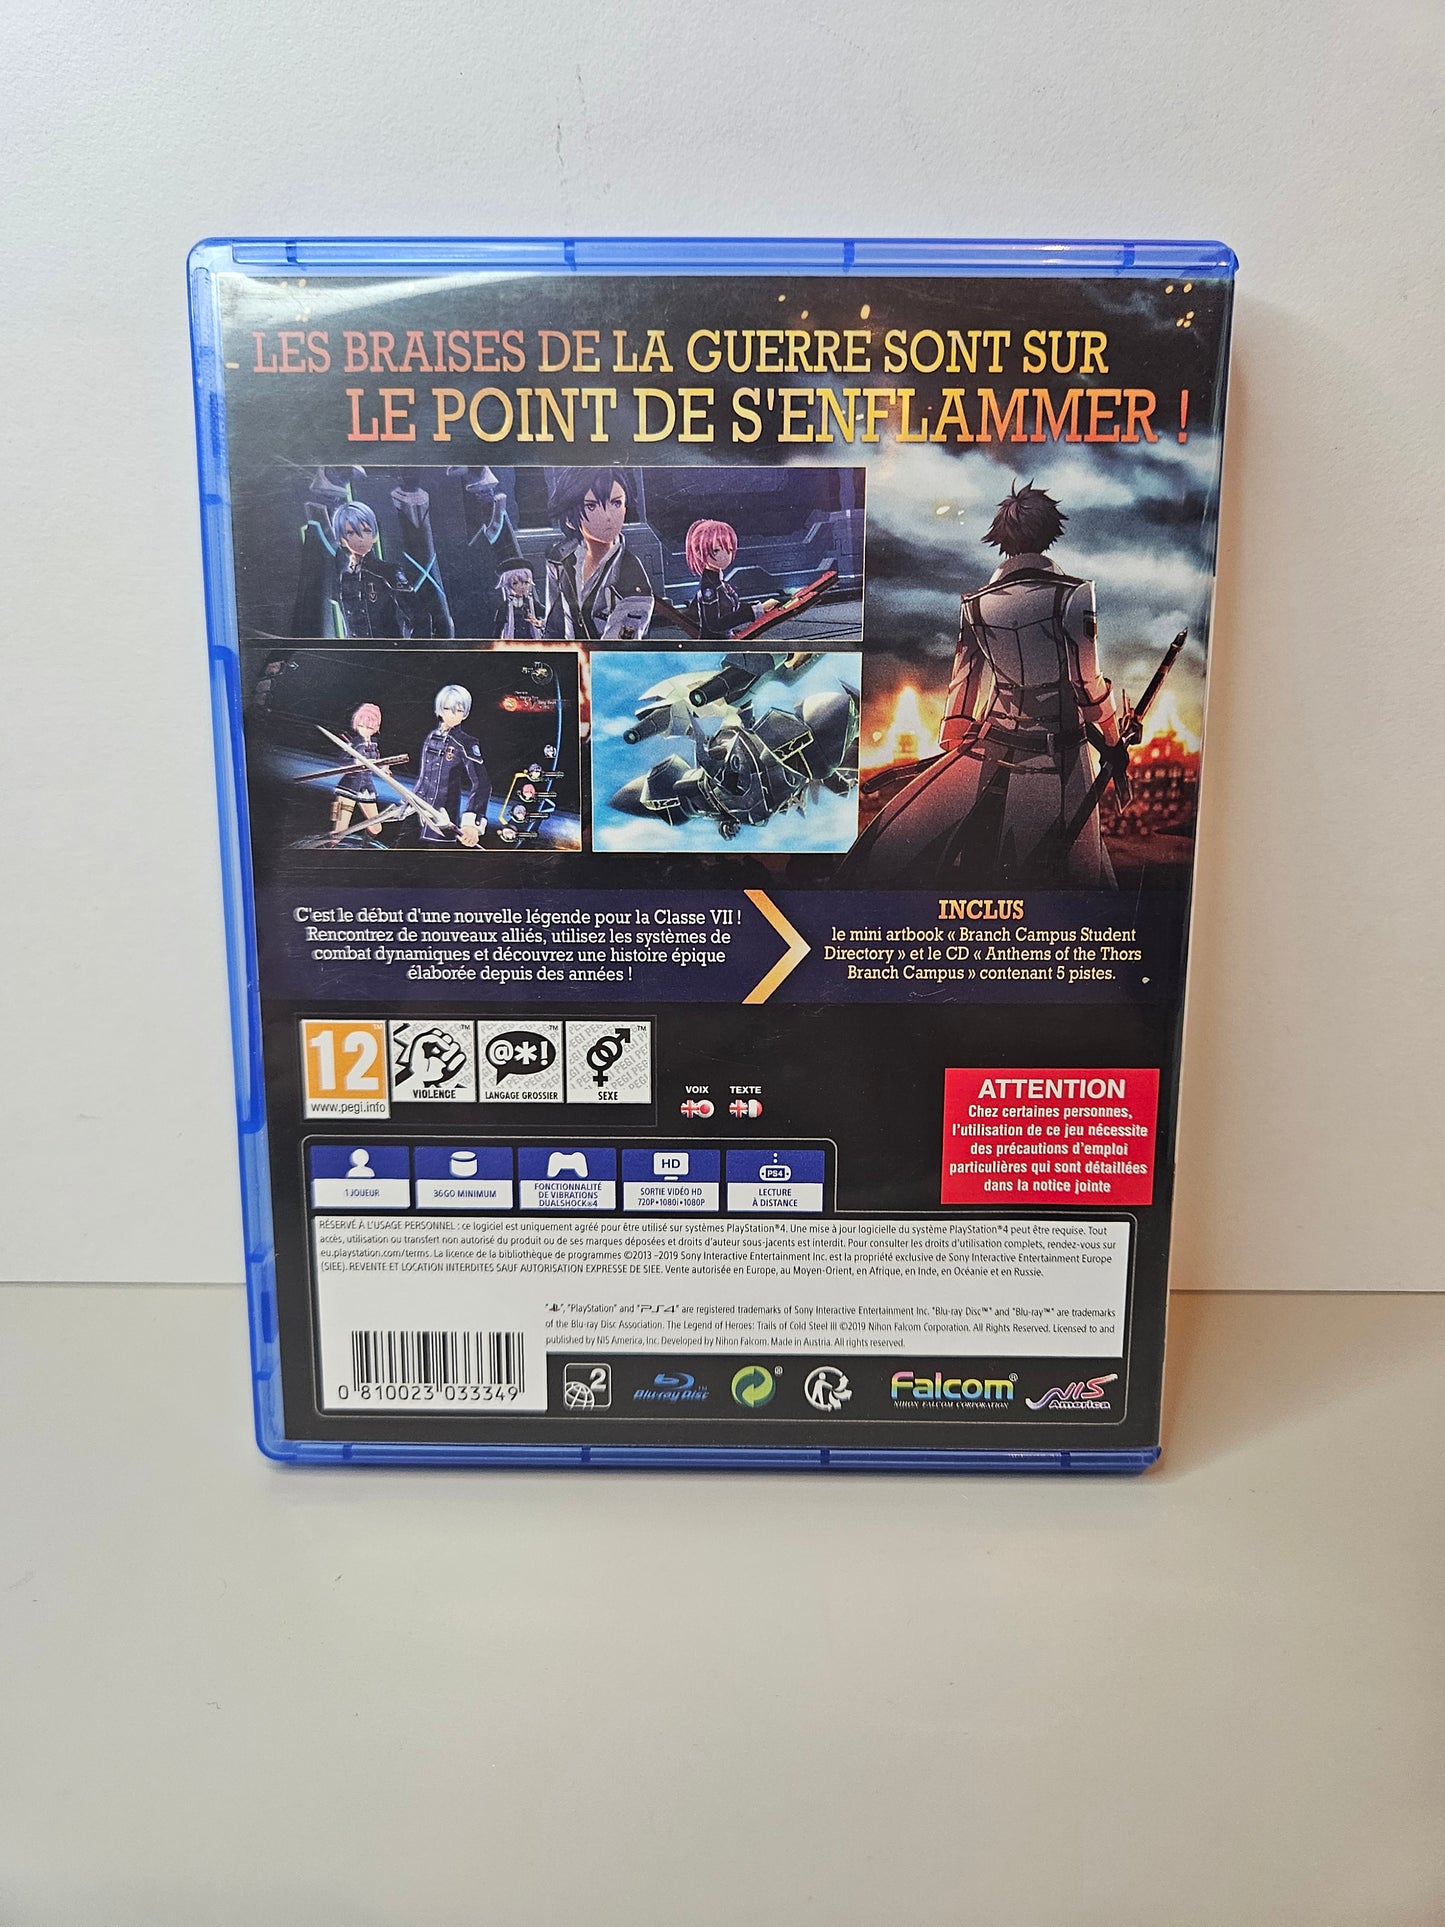 LES BRAISES DE LA GUERRE SONT SUR
LE POINT DE S'ENFLAMMER !
C'est le début d'une nouvelle légende pour la Classe VII !
Rencontrez de nouveaux alliés, utilisez les systèmes de
combat dynamiques et découvrez une histoire épique
élaborée depuis des années !
INCLUS
le mini artbook « Branch Campus Student
Directory » et le CD « Anthems of the Thors
Branch Campus » contenant 5 pistes.
12
www.pegi.info
VIOLENCE
@*!
LANGAGE GROSSIER
SEXE
VOIX
TEXTE
ATTENTION
Chez certaines personnes,
l'utilisation de ce jeu nécessite
des précautions d'emploi
particulières qui sont détaillées
dans la notice jointe
1 JOUEUR
36GO MINIMUM
FONCTIONNALITÉ
DE VIBRATIONS
DUALSHOCK®4
HD
SORTIE VIDÉO HD
720P•1080i•1080P
PS4
LECTURE
À DISTANCE
RÉSERVÉ À L'USAGE PERSONNEL : ce logiciel est uniquement agréé pour être utilisé sur systèmes PlayStation®4. Une mise à jour logicielle du système PlayStation®4 peut être requise. Tout
accès, utilisation ou transfert non autorisé du produit ou de ses marques déposées et droits d'auteur sous-jacents est interdit. Pour consulter les droits d'utilisation complets, rendez-vous sur
eu.playstation.com/terms. La licence de la bibliothèque de programmes ©2013 -2019 Sony Interactive Entertainment Inc. est la propriété exclusive de Sony Interactive Entertainment Europe
(SIEE). REVENTE ET LOCATION INTERDITES SAUF AUTORISATION EXPRESSE DE SIEE. Vente autorisée en Europe, au Moyen-Orient, en Afrique, en Inde, en Océanie et en Russie.
"PlayStation" and "PS4" are registered trademarks of Sony Interactive Entertainment Inc. "Blu-ray Disc™" and "Blu-ray™" are trademarks
of the Blu-ray Disc Association. The Legend of Heroes: Trails of Cold Steel III ©2019 Nihon Falcom Corporation. All Rights Reserved. Licensed to and
published by NIS America, Inc. Developed by Nihon Falcom. Made in Austria. All rights reserved.
0 810023 033349
2
Blu-ray Disc™
Falcom®
NIHON FALCOM CORPORATION
NIS
America